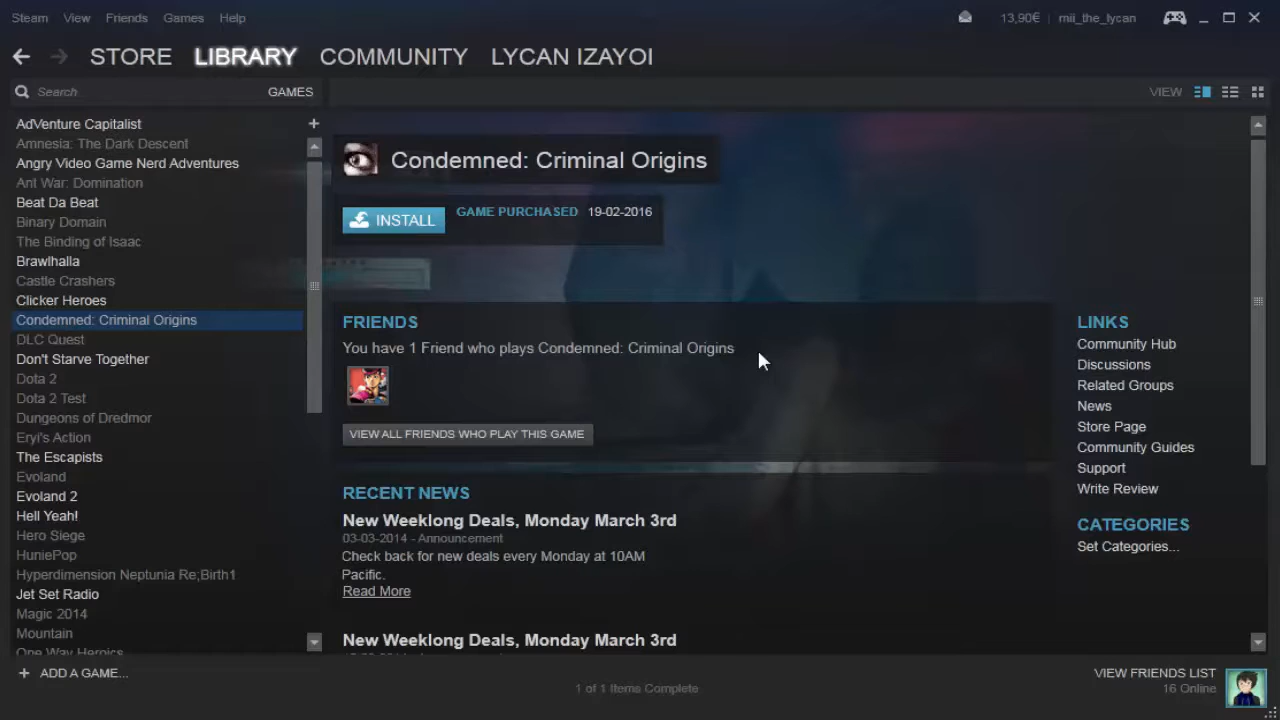 Steam View Friends Games Help
13,90€ mii_the_lycan
STORE LIBRARY COMMUNITY LYCAN IZAYOI
Search GAMES
VIEW
AdVenture Capitalist +
Amnesia: The Dark Descent
Angry Video Game Nerd Adventures
Ant War: Domination
Beat Da Beat
Binary Domain
The Binding of Isaac
Brawlhalla
Castle Crashers
Clicker Heroes
Condemned: Criminal Origins
DLC Quest
Don't Starve Together
Dota 2
Dota 2 Test
Dungeons of Dredmor
Eryi's Action
The Escapists
Evoland
Evoland 2
Hell Yeah!
Hero Siege
HuniePop
Hyperdimension Neptunia Re;Birth1
Jet Set Radio
Magic 2014
Mountain
One Way Heroics
+ ADD A GAME...
Condemned: Criminal Origins
INSTALL GAME PURCHASED 19-02-2016
FRIENDS
You have 1 Friend who plays Condemned: Criminal Origins
VIEW ALL FRIENDS WHO PLAY THIS GAME
RECENT NEWS
New Weeklong Deals, Monday March 3rd
03-03-2014 - Announcement
Check back for new deals every Monday at 10AM
Pacific.
Read More
New Weeklong Deals, Monday March 3rd
LINKS
Community Hub
Discussions
Related Groups
News
Store Page
Community Guides
Support
Write Review
CATEGORIES
Set Categories...
1 of 1 Items Complete
VIEW FRIENDS LIST
16 Online